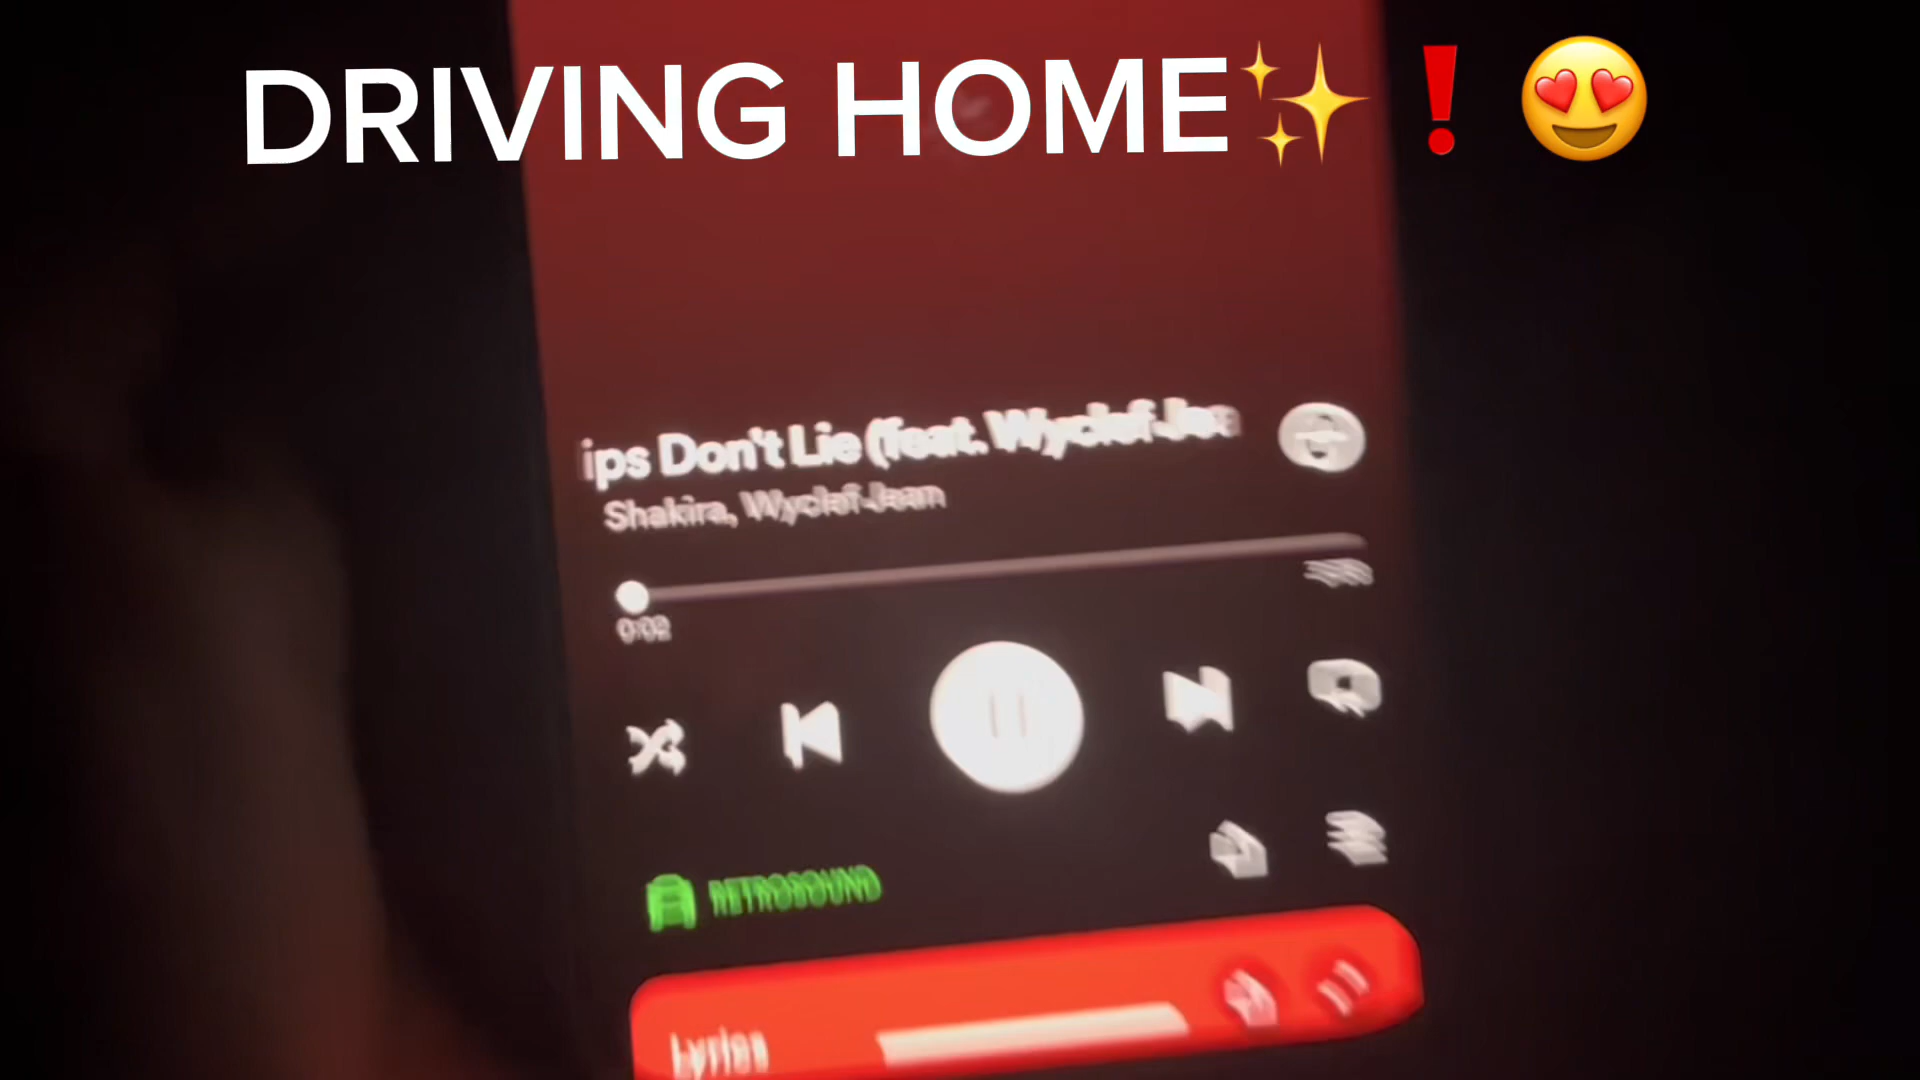 DRIVING HOME✨❗😍
ips Don't Lie (feat. Wyclef Jea
Shakira, Wyclef Jean
0:02
RETROSOUND
Lyrics